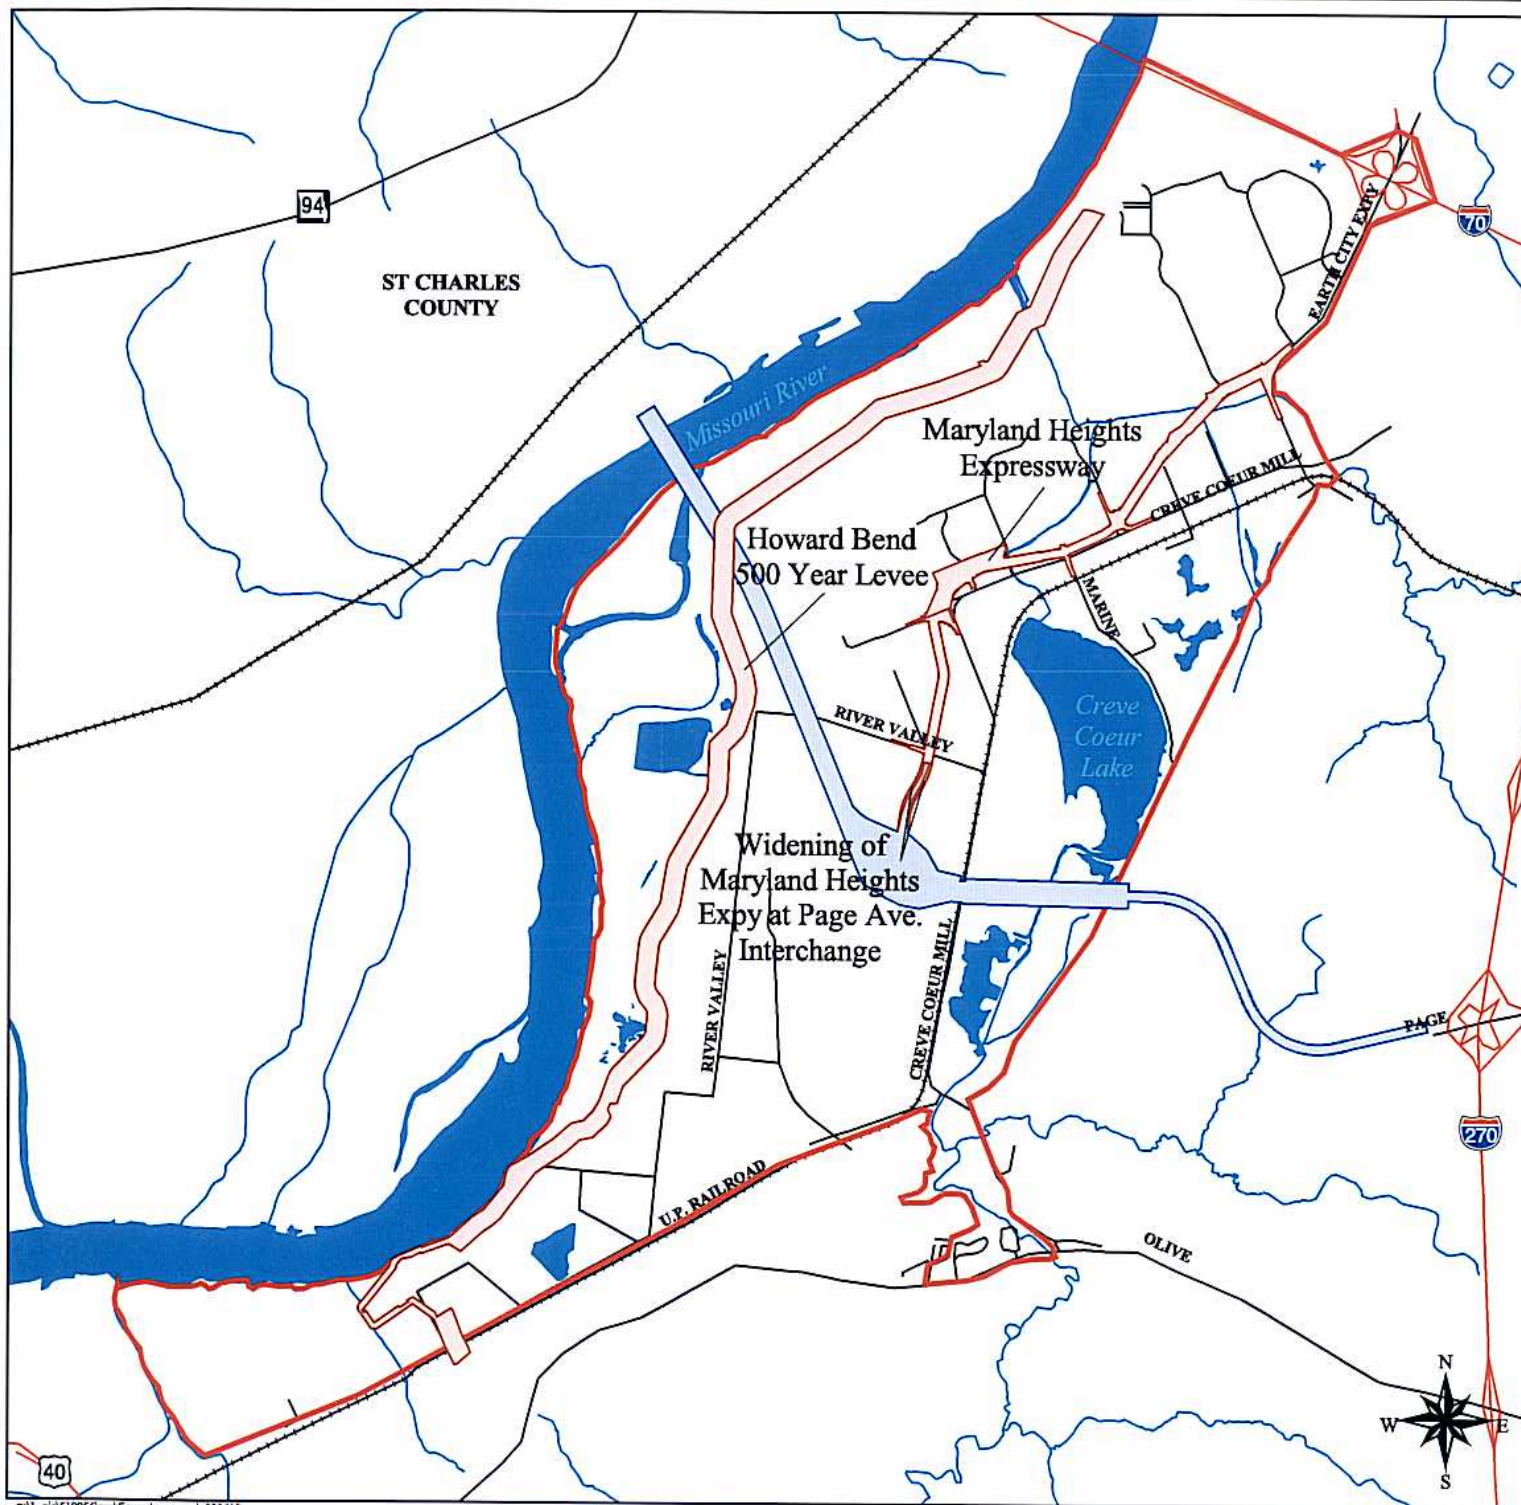 94
70
ST CHARLES
COUNTY
EARTH CITY EXPY
Missouri River
Maryland Heights
Expressway
CREVE COEUR MILL
Howard Bend
500 Year Levee
MARINE
Creve
Coeur
Lake
RIVER VALLEY
Widening of
Maryland Heights
Expy at Page Ave.
Interchange
RIVER VALLEY
CREVE COEUR MILL
PAGE
270
U.P. RAILROAD
OLIVE
N
W
E
S
40